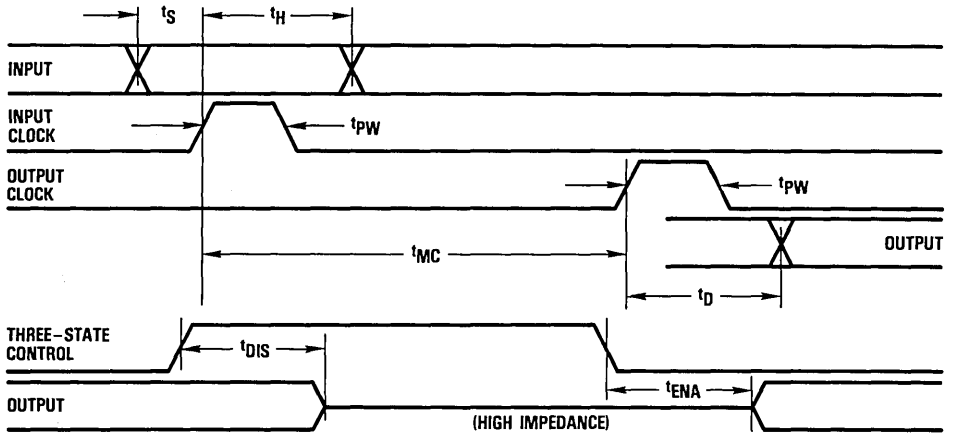 tS
tH
INPUT
INPUT
CLOCK
tPW
OUTPUT
CLOCK
tPW
OUTPUT
tMC
tD
THREE–STATE
CONTROL
tDIS
tENA
OUTPUT
(HIGH IMPEDANCE)